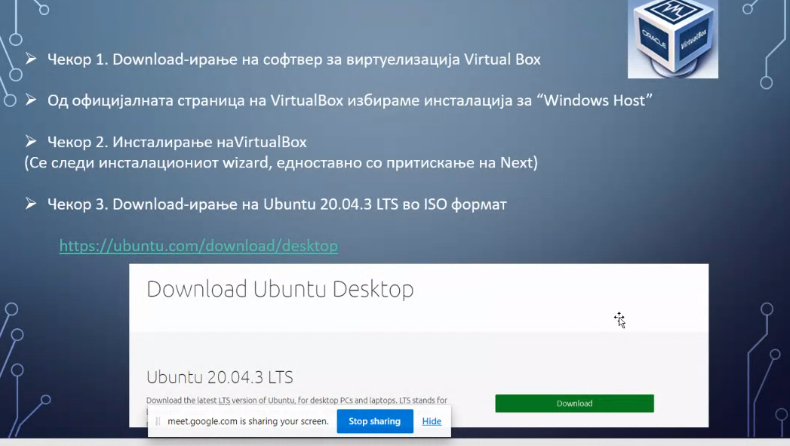 ORACLE
VirtualBox
Чекор 1. Download-ирање на софтвер за виртуелизација Virtual Box
Од официјалната страница на VirtualBox избираме инсталација за “Windows Host”
Чекор 2. Инсталирање наVirtualBox
(Се следи инсталациониот wizard, едноставно со притискање на Next)
Чекор 3. Download-ирање на Ubuntu 20.04.3 LTS во ISO формат
https://ubuntu.com/download/desktop
Download Ubuntu Desktop
Ubuntu 20.04.3 LTS
Download the latest LTS version of Ubuntu, for desktop PCs and laptops. LTS stands for
Download
meet.google.com is sharing your screen.
Stop sharing
Hide